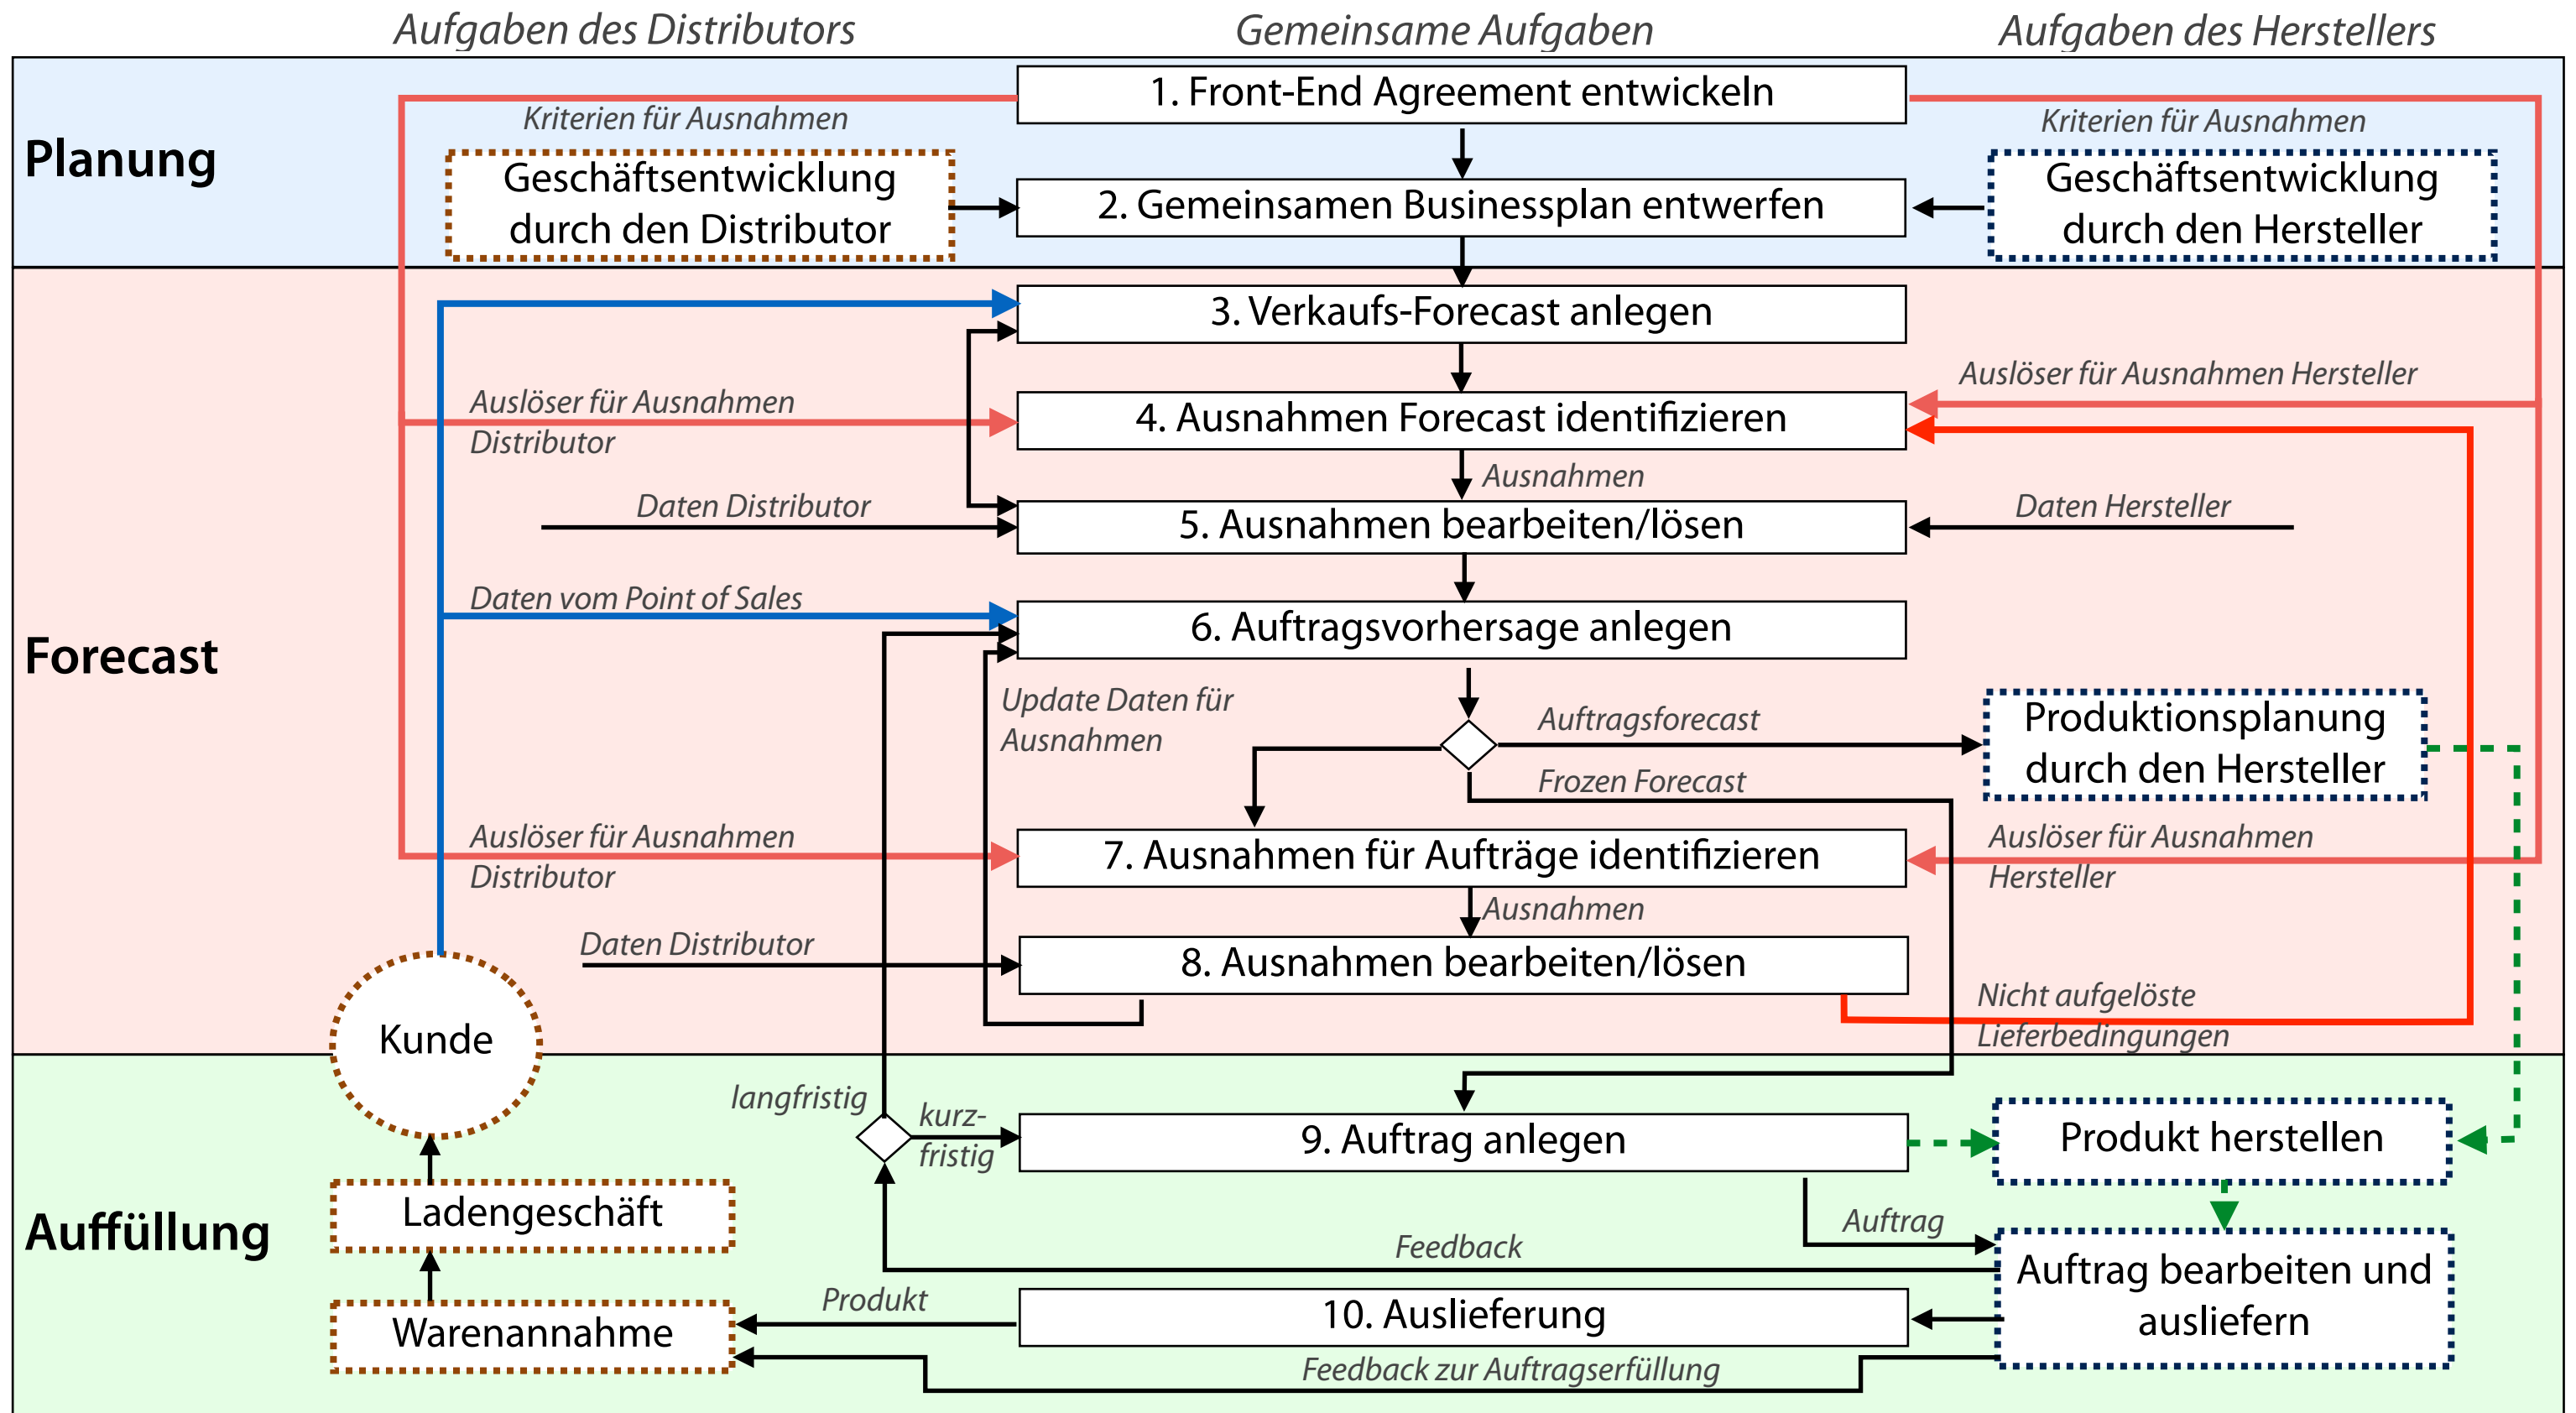 Aufgaben des Distributors
Gemeinsame Aufgaben
Aufgaben des Herstellers
Planung
1. Front-End Agreement entwickeln
Kriterien für Ausnahmen
Kriterien für Ausnahmen
Geschäftsentwicklung
durch den Distributor
2. Gemeinsamen Businessplan entwerfen
Geschäftsentwicklung
durch den Hersteller
Forecast
3. Verkaufs-Forecast anlegen
Auslöser für Ausnahmen
Distributor
4. Ausnahmen Forecast identifizieren
Auslöser für Ausnahmen Hersteller
Ausnahmen
Daten Distributor
5. Ausnahmen bearbeiten/lösen
Daten Hersteller
Daten vom Point of Sales
6. Auftragsvorhersage anlegen
Update Daten für
Ausnahmen
Auftragsforecast
Frozen Forecast
Produktionsplanung
durch den Hersteller
Auslöser für Ausnahmen
Distributor
7. Ausnahmen für Aufträge identifizieren
Auslöser für Ausnahmen
Hersteller
Ausnahmen
Daten Distributor
8. Ausnahmen bearbeiten/lösen
Nicht aufgelöste
Lieferbedingungen
Kunde
Auffüllung
langfristig
kurz-
fristig
9. Auftrag anlegen
Produkt herstellen
Ladengeschäft
Auftrag
Feedback
Auftrag bearbeiten und
ausliefern
Produkt
10. Auslieferung
Warenannahme
Feedback zur Auftragserfüllung